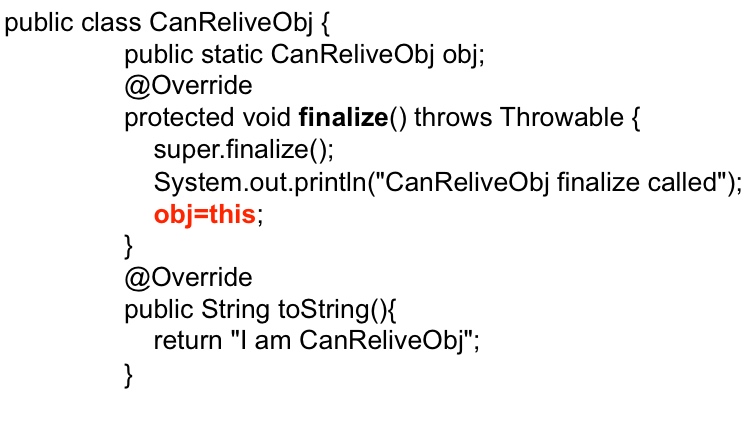 public class CanReliveObj {
public static CanReliveObj obj;
@Override
protected void finalize() throws Throwable {
super.finalize();
System.out.println("CanReliveObj finalize called");
obj=this;
}
@Override
public String toString(){
return "I am CanReliveObj";
}